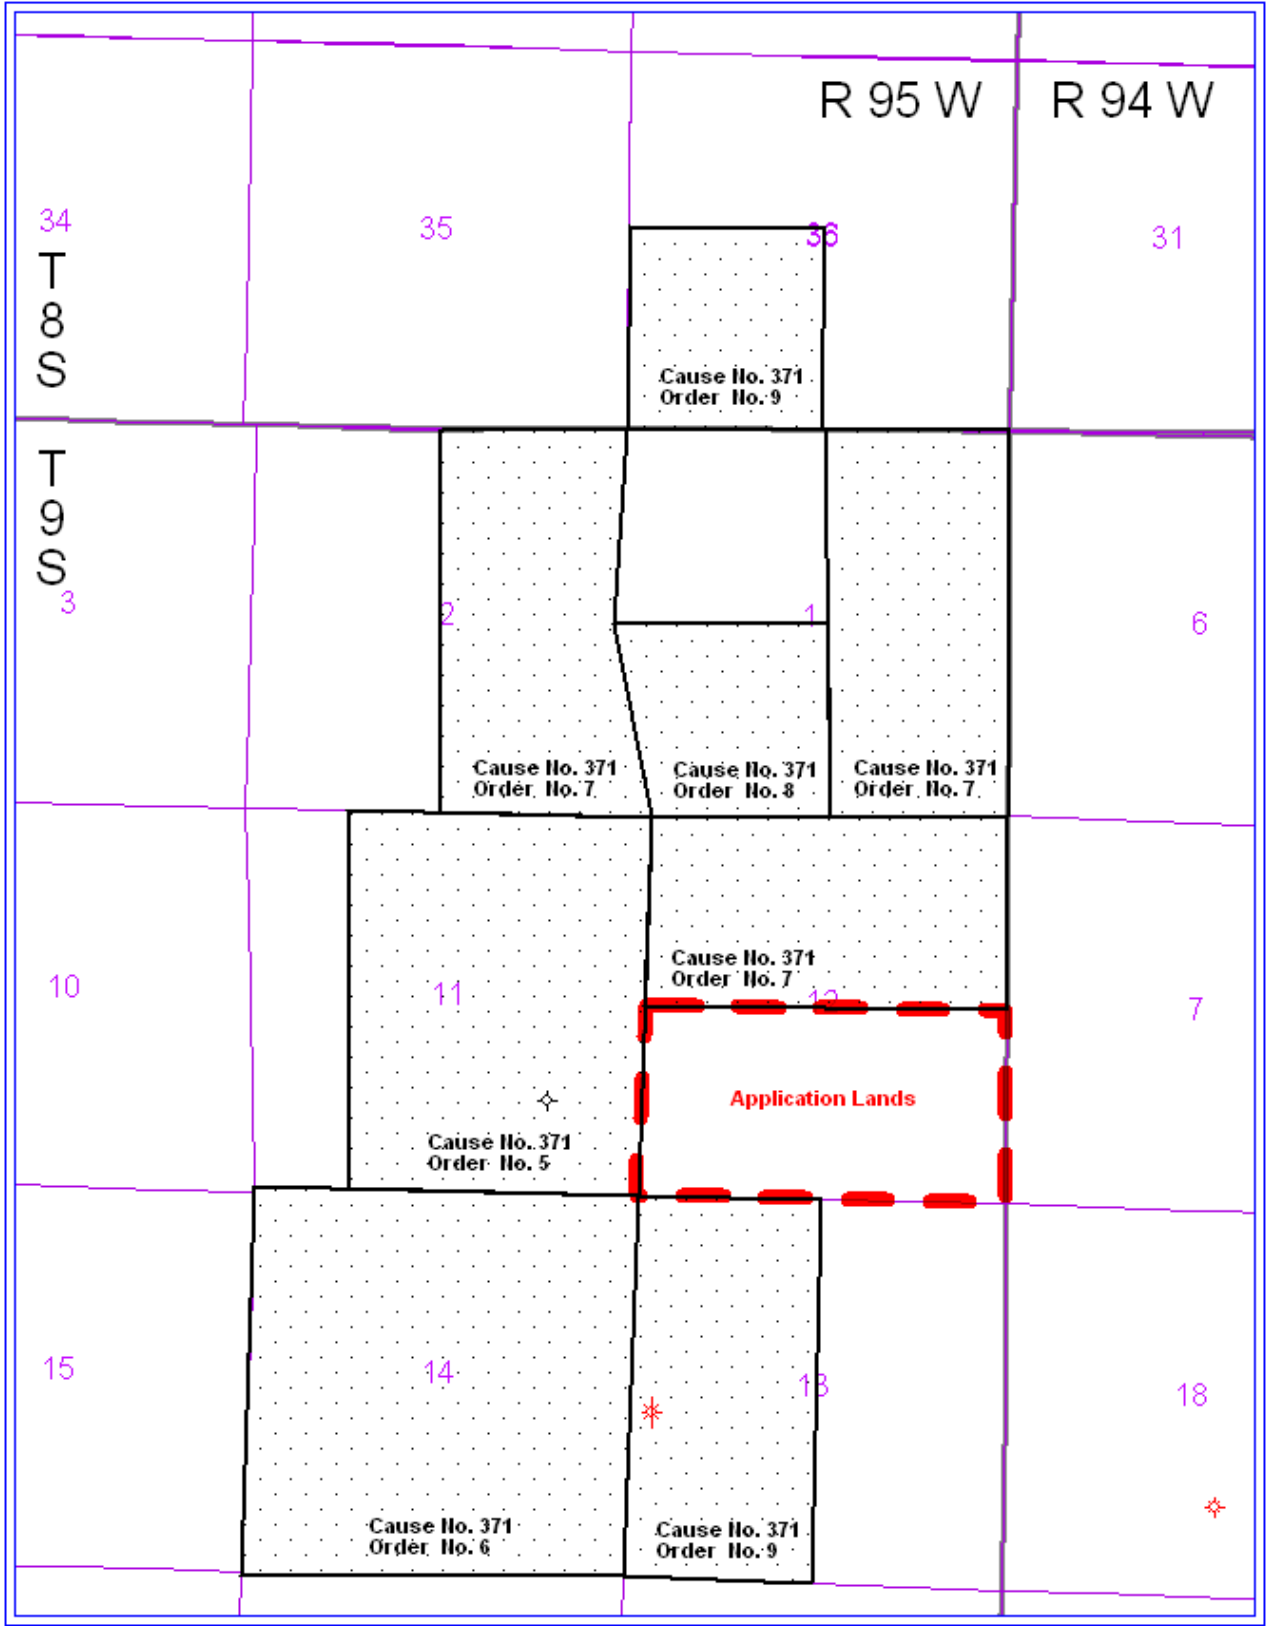 R 95 W
R 94 W
34
35
36
31
T
8
S
Cause No. 371
Order No. 9
T
9
S
3
2
1
6
Cause No. 371
Order No. 7
Cause No. 371
Order No. 8
Cause No. 371
Order No. 7
Cause No. 371
Order No. 7
10
11
12
7
Application Lands
Cause No. 371
Order No. 5
15
14
13
18
Cause No. 371
Order No. 6
Cause No. 371
Order No. 9